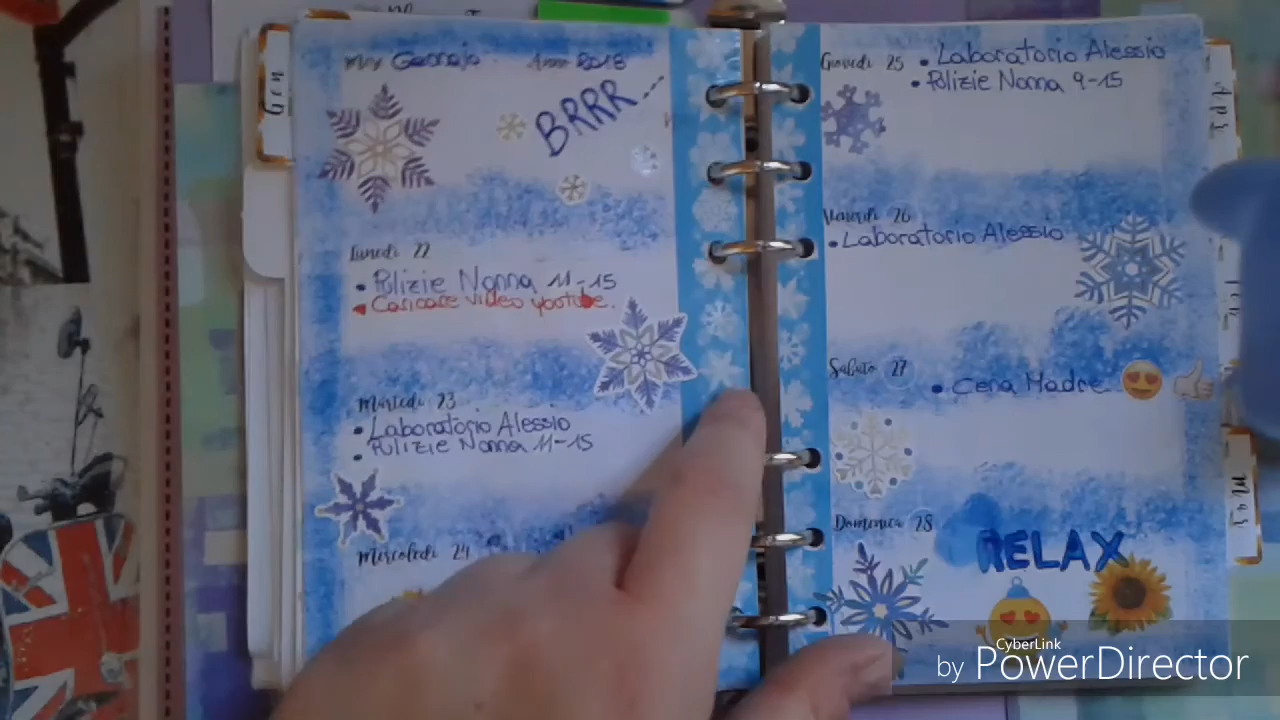 Gennaio Anno 2018
BRRR...
Lunedì 22
• Pulizie Nonna 11-15
Caricare video youtube.
Martedì 23
• Laboratorio Alessio
• Pulizie Nonna 11-15
Mercoledì 24
Giovedì 25
• Laboratorio Alessio
• Pulizie Nonna 9-15
Venerdì 26
• Laboratorio Alessio
Sabato 27
• Cena Madre
Domenica 28
RELAX
Apr
Mag
CyberLink
by PowerDirector